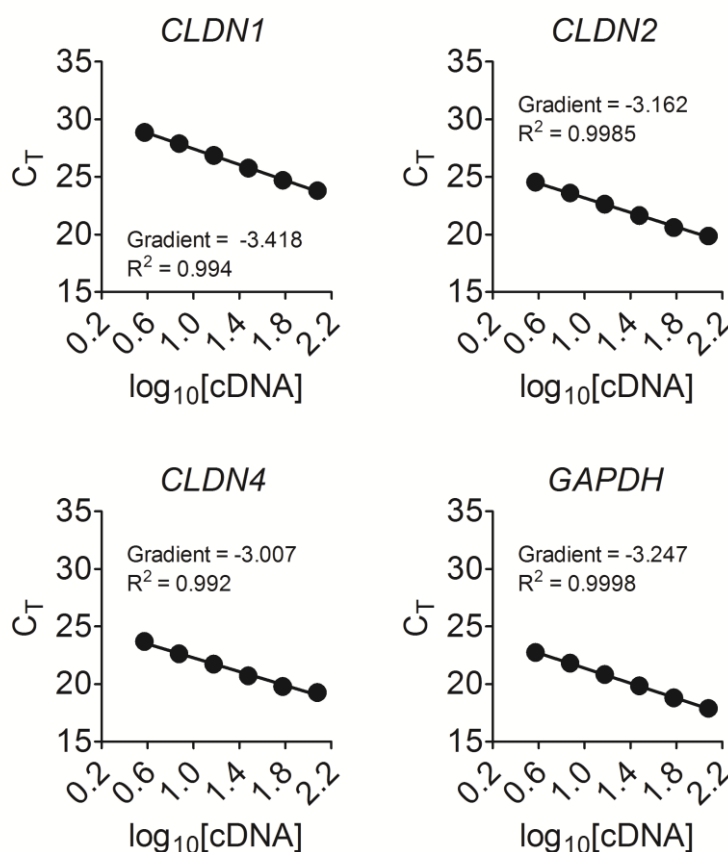 CLDN1
35
30
25
20
15
C_T
Gradient = -3.418
R² = 0.994
0.2
0.6
1.0
1.4
1.8
2.2
log₁₀[cDNA]
CLDN2
35
30
25
20
15
C_T
Gradient = -3.162
R² = 0.9985
0.2
0.6
1.0
1.4
1.8
2.2
log₁₀[cDNA]
CLDN4
35
30
25
20
15
C_T
Gradient = -3.007
R² = 0.992
0.2
0.6
1.0
1.4
1.8
2.2
log₁₀[cDNA]
GAPDH
35
30
25
20
15
C_T
Gradient = -3.247
R² = 0.9998
0.2
0.6
1.0
1.4
1.8
2.2
log₁₀[cDNA]